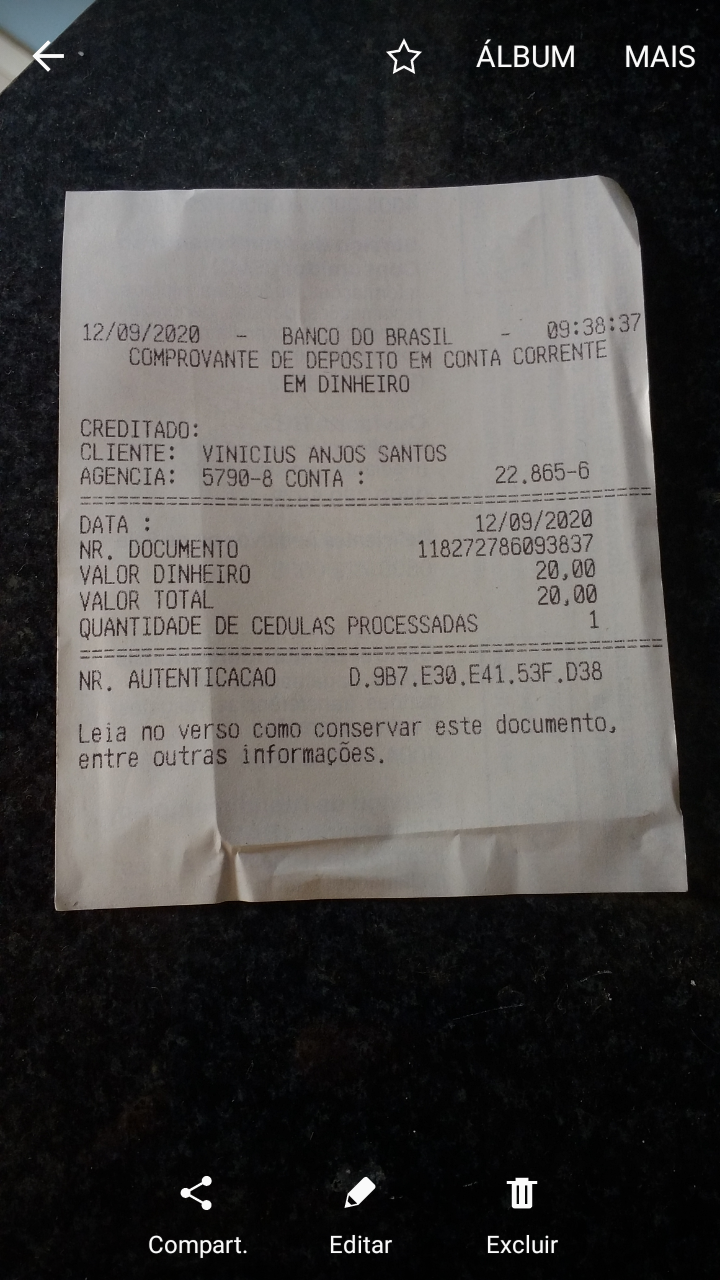 ÁLBUM MAIS
12/09/2020 - BANCO DO BRASIL - 09:38:37
COMPROVANTE DE DEPOSITO EM CONTA CORRENTE
EM DINHEIRO
CREDITADO:
CLIENTE: VINICIUS ANJOS SANTOS
AGENCIA: 5790-8 CONTA : 22.865-6
================================================
DATA : 12/09/2020
NR. DOCUMENTO 118272786093837
VALOR DINHEIRO 20,00
VALOR TOTAL 20,00
QUANTIDADE DE CEDULAS PROCESSADAS 1
================================================
NR. AUTENTICACAO D.9B7.E30.E41.53F.D38
Leia no verso como conservar este documento,
entre outras informações.
Compart. Editar Excluir